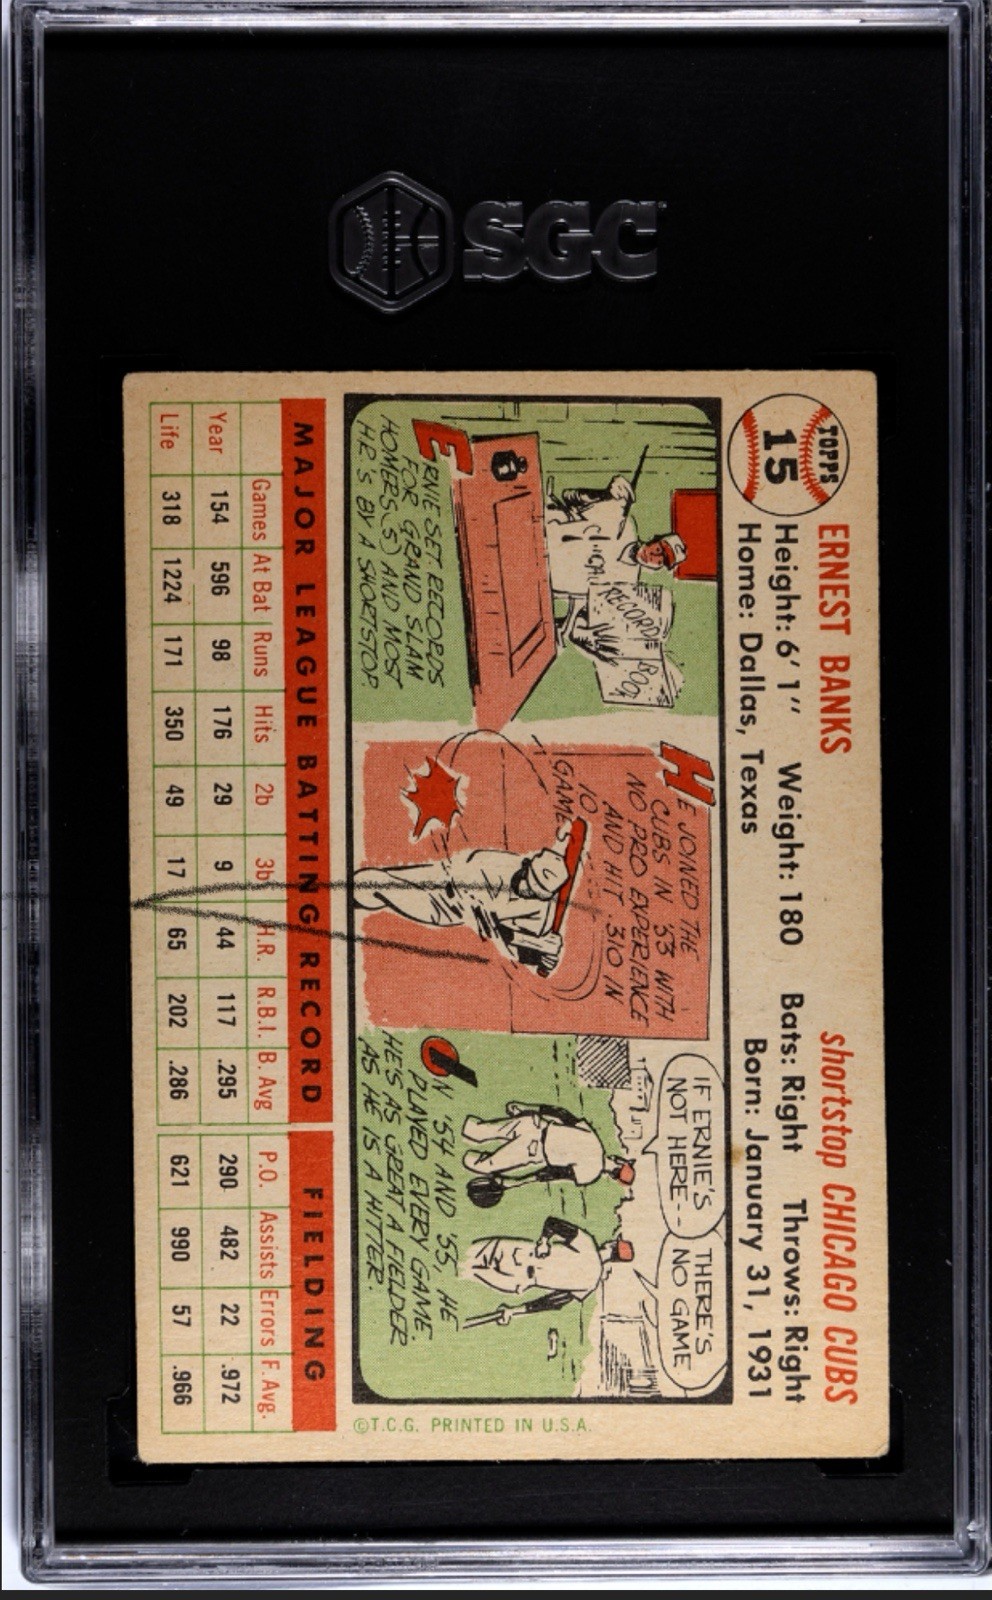 SGC
TOPPS
15
ERNEST BANKS shortstop CHICAGO CUBS
Height: 6' 1" Weight: 180 Bats: Right Throws: Right
Home: Dallas, Texas Born: January 31, 1931
CHICA
RECORD
BOOK
ERNIE SET RECORDS
FOR GRAND SLAM
HOMERS (5) AND MOST
HR'S BY A SHORTSTOP.
HE JOINED THE
CUBS IN '53 WITH
NO PRO EXPERIENCE
AND HIT .310 IN
10
GAMES
IF ERNIE'S
NOT HERE--
THERE'S
NO GAME
IN '54 AND '55, HE
PLAYED EVERY GAME.
HE'S AS GREAT A FIELDER
AS HE IS A HITTER.
MAJOR LEAGUE BATTING RECORD FIELDING
Games At Bat Runs Hits 2b 3b H.R. R.B.I. B. Avg P.O. Assists Errors F. Avg.
Year 154 596 98 176 29 9 44 117 .295 290 482 22 .972
Life 318 1224 171 350 49 17 65 202 .286 621 990 57 .966
©T.C.G. PRINTED IN U.S.A.